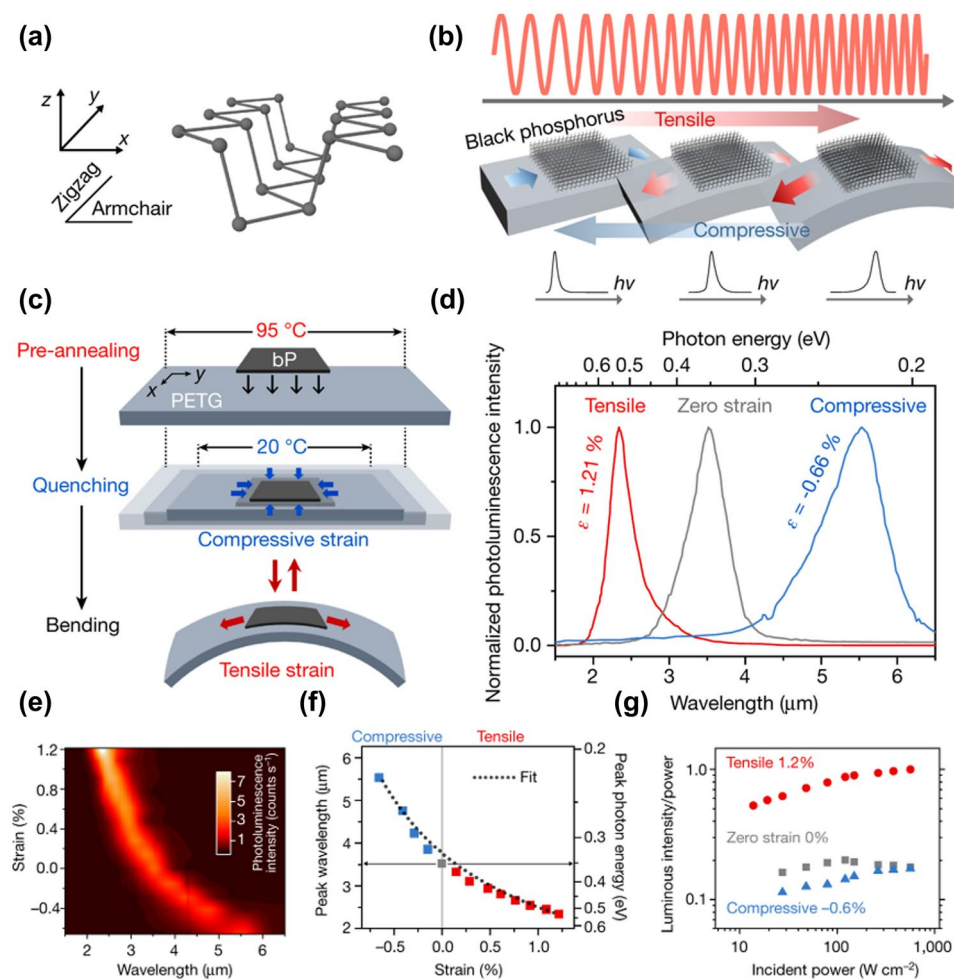 (a)
z
y
x
Zigzag
Armchair
(b)
Black phosphorus
Tensile
Compressive
hv
hv
hv
(c)
Pre-annealing
95 °C
bP
x
y
PETG
Quenching
20 °C
Compressive strain
Bending
Tensile strain
(d)
Photon energy (eV)
0.6 0.5 0.4 0.3 0.2
Normalized photoluminescence intensity
Tensile
Zero strain
Compressive
ε = 1.21 %
ε = -0.66 %
1.0
0.5
0.0
2 3 4 5 6
Wavelength (μm)
(e)
Strain (%)
1.2
0.8
0.4
0.0
−0.4
Photoluminescence
intensity (counts s⁻¹)
7
5
3
1
2 3 4 5 6
Wavelength (μm)
(f)
Compressive
Tensile
Fit
Peak wavelength (μm)
6
5
4
3
2
Peak photon energy (eV)
0.2
0.3
0.4
0.5
0.6
−0.5 0.0 0.5 1.0
Strain (%)
(g)
Luminous intensity/power
1.0
0.1
Tensile 1.2%
Zero strain 0%
Compressive −0.6%
10 100 1,000
Incident power (W cm⁻²)